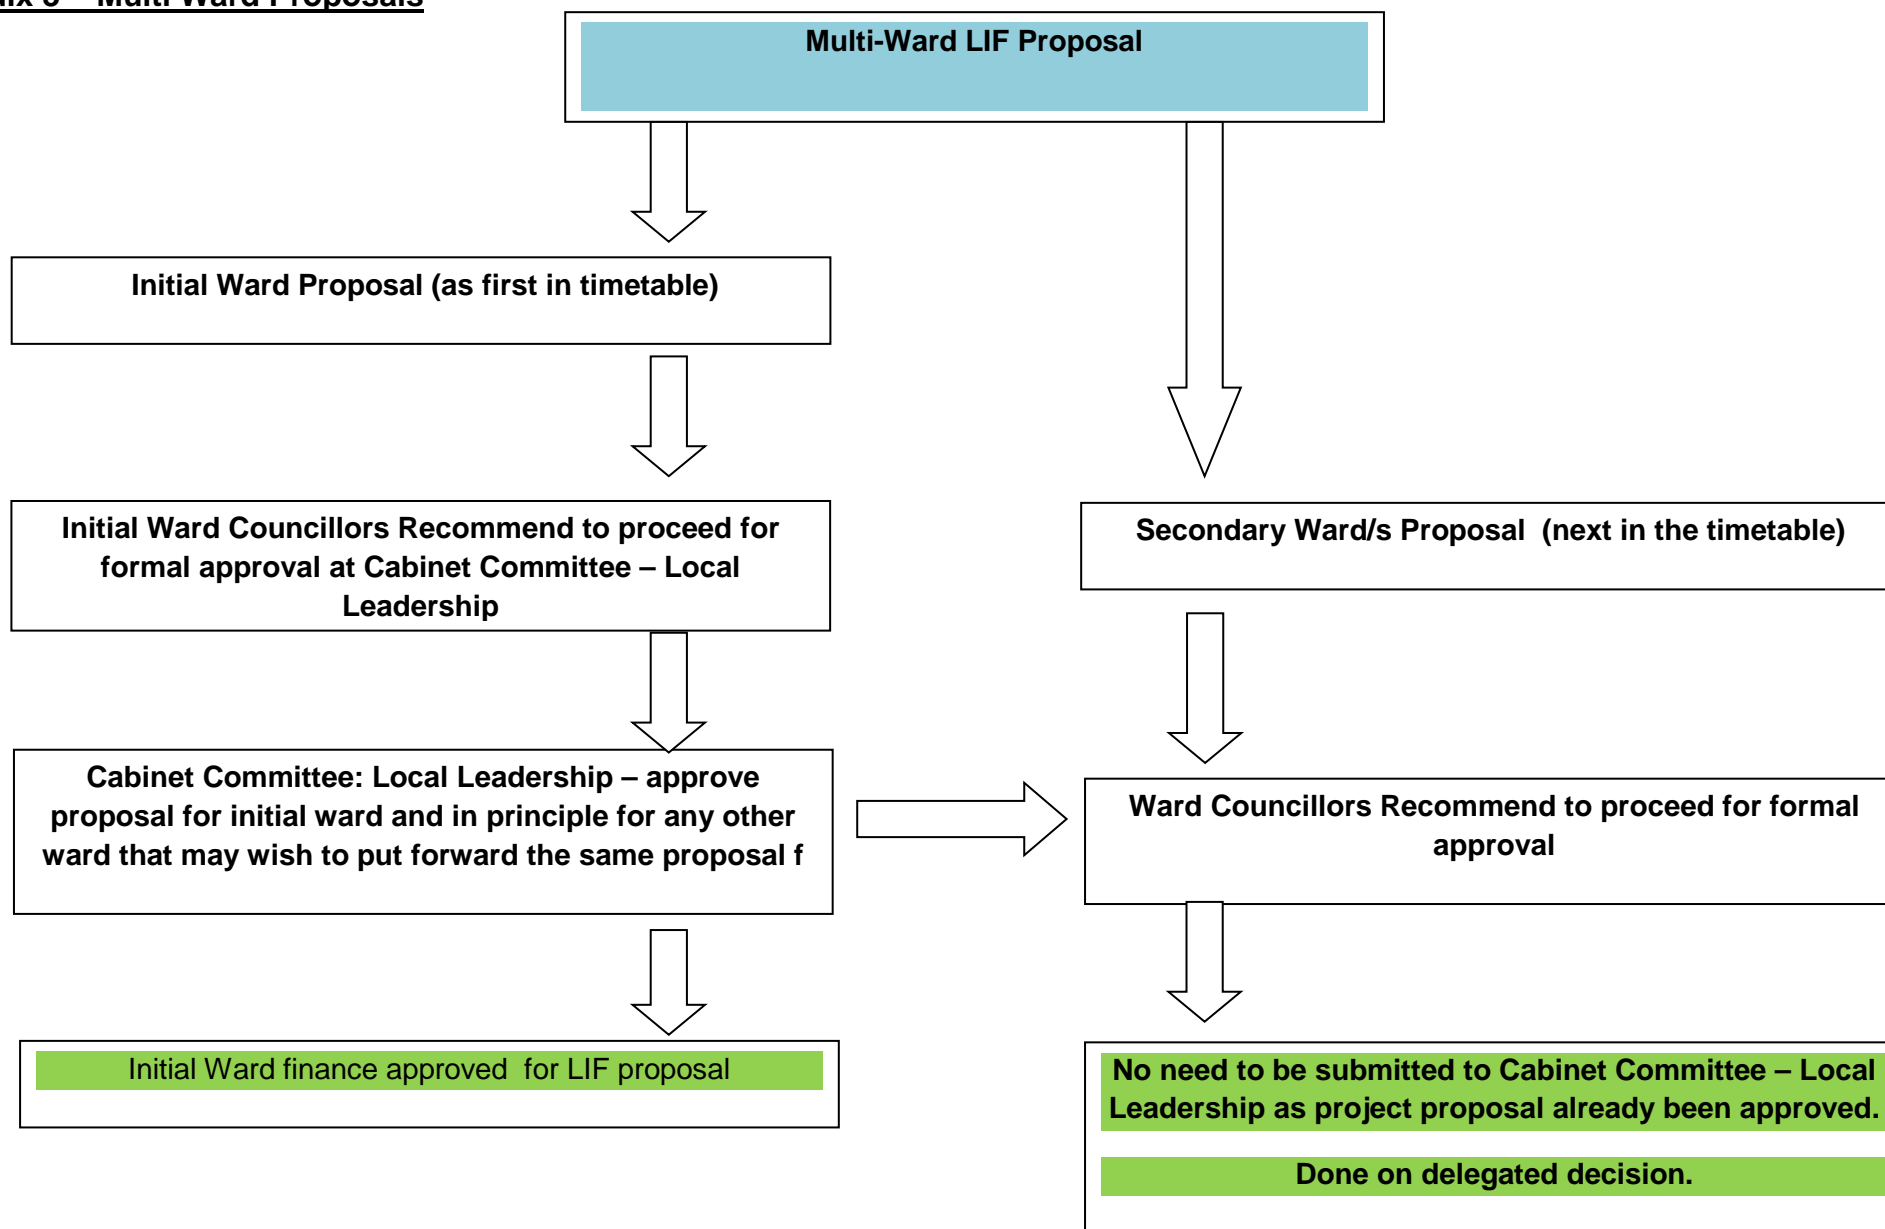 Multi-Ward Proposals
Multi-Ward LIF Proposal
Initial Ward Proposal (as first in timetable)
Initial Ward Councillors Recommend to proceed for
formal approval at Cabinet Committee – Local
Leadership
Secondary Ward/s Proposal (next in the timetable)
Cabinet Committee: Local Leadership – approve
proposal for initial ward and in principle for any other
ward that may wish to put forward the same proposal f
Ward Councillors Recommend to proceed for formal
approval
Initial Ward finance approved for LIF proposal
No need to be submitted to Cabinet Committee – Local
Leadership as project proposal already been approved.
Done on delegated decision.